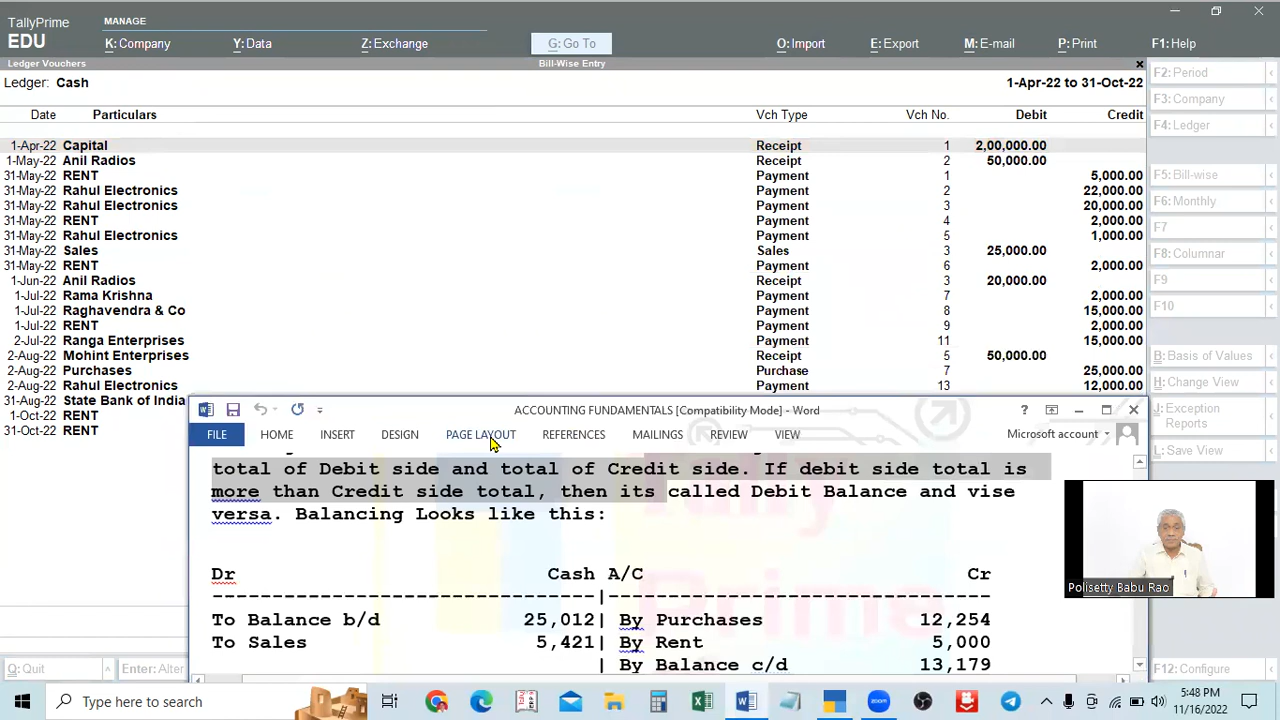 TallyPrime
EDU
MANAGE
K: Company
Y: Data
Z: Exchange
G: Go To
O: Import
E: Export
M: E-mail
P: Print
F1: Help
Ledger Vouchers
Bill-Wise Entry
Ledger: Cash
1-Apr-22 to 31-Oct-22
Date Particulars Vch Type Vch No. Debit Credit
1-Apr-22 Capital Receipt 1 2,00,000.00
1-May-22 Anil Radios Receipt 2 50,000.00
31-May-22 RENT Payment 1 5,000.00
31-May-22 Rahul Electronics Payment 2 22,000.00
31-May-22 Rahul Electronics Payment 3 20,000.00
31-May-22 RENT Payment 4 2,000.00
31-May-22 Rahul Electronics Payment 5 1,000.00
31-May-22 Sales Sales 3 25,000.00
31-May-22 RENT Payment 6 2,000.00
1-Jun-22 Anil Radios Receipt 3 20,000.00
1-Jul-22 Rama Krishna Payment 7 2,000.00
1-Jul-22 Raghavendra & Co Payment 8 15,000.00
1-Jul-22 RENT Payment 9 2,000.00
2-Jul-22 Ranga Enterprises Payment 11 15,000.00
2-Aug-22 Mohint Enterprises Receipt 5 50,000.00
2-Aug-22 Purchases Purchase 7 25,000.00
2-Aug-22 Rahul Electronics Payment 13 12,000.00
31-Aug-22 State Bank of India
1-Oct-22 RENT
31-Oct-22 RENT
F2: Period
F3: Company
F4: Ledger
F5: Bill-wise
F6: Monthly
F7
F8: Columnar
F9
F10
B: Basis of Values
H: Change View
J: Exception
Reports
L: Save View
F12: Configure
Q: Quit
Enter: Alter
ACCOUNTING FUNDAMENTALS [Compatibility Mode] - Word
FILE HOME INSERT DESIGN PAGE LAYOUT REFERENCES MAILINGS REVIEW VIEW Microsoft account
total of Debit side and total of Credit side. If debit side total is
more than Credit side total, then its called Debit Balance and vise
versa. Balancing Looks like this:
Dr Cash A/C Cr
--------------------------------|--------------------------------
To Balance b/d 25,012| By Purchases 12,254
To Sales 5,421| By Rent 5,000
| By Balance c/d 13,179
Tally
Prime
Polisetty Babu Rao
Type here to search
5:48 PM
11/16/2022